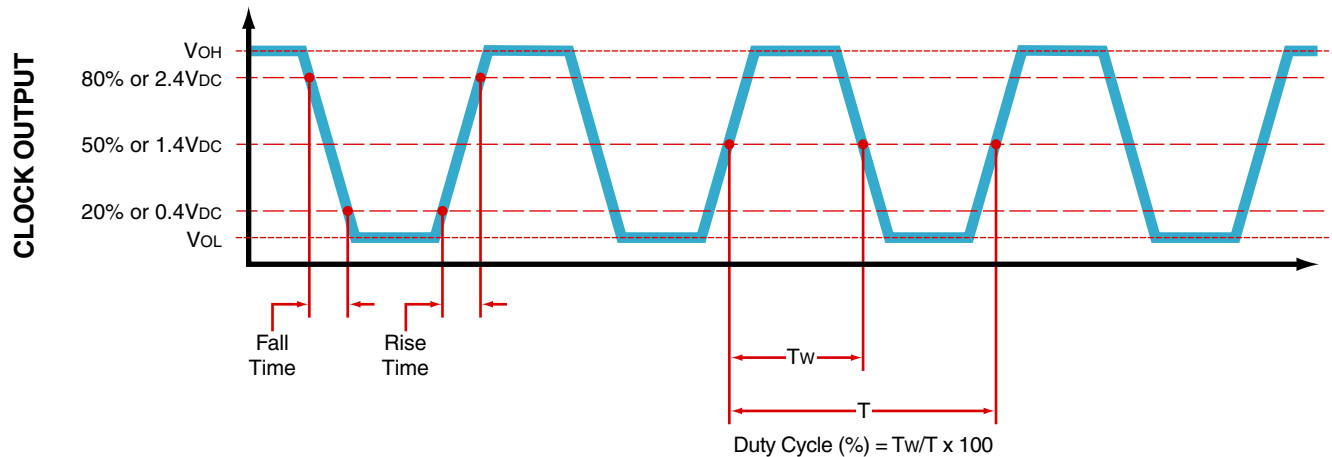 CLOCK OUTPUT
VOH
80% or 2.4VDC
50% or 1.4VDC
20% or 0.4VDC
VOL
Fall
Time
Rise
Time
TW
T
Duty Cycle (%) = TW/T x 100